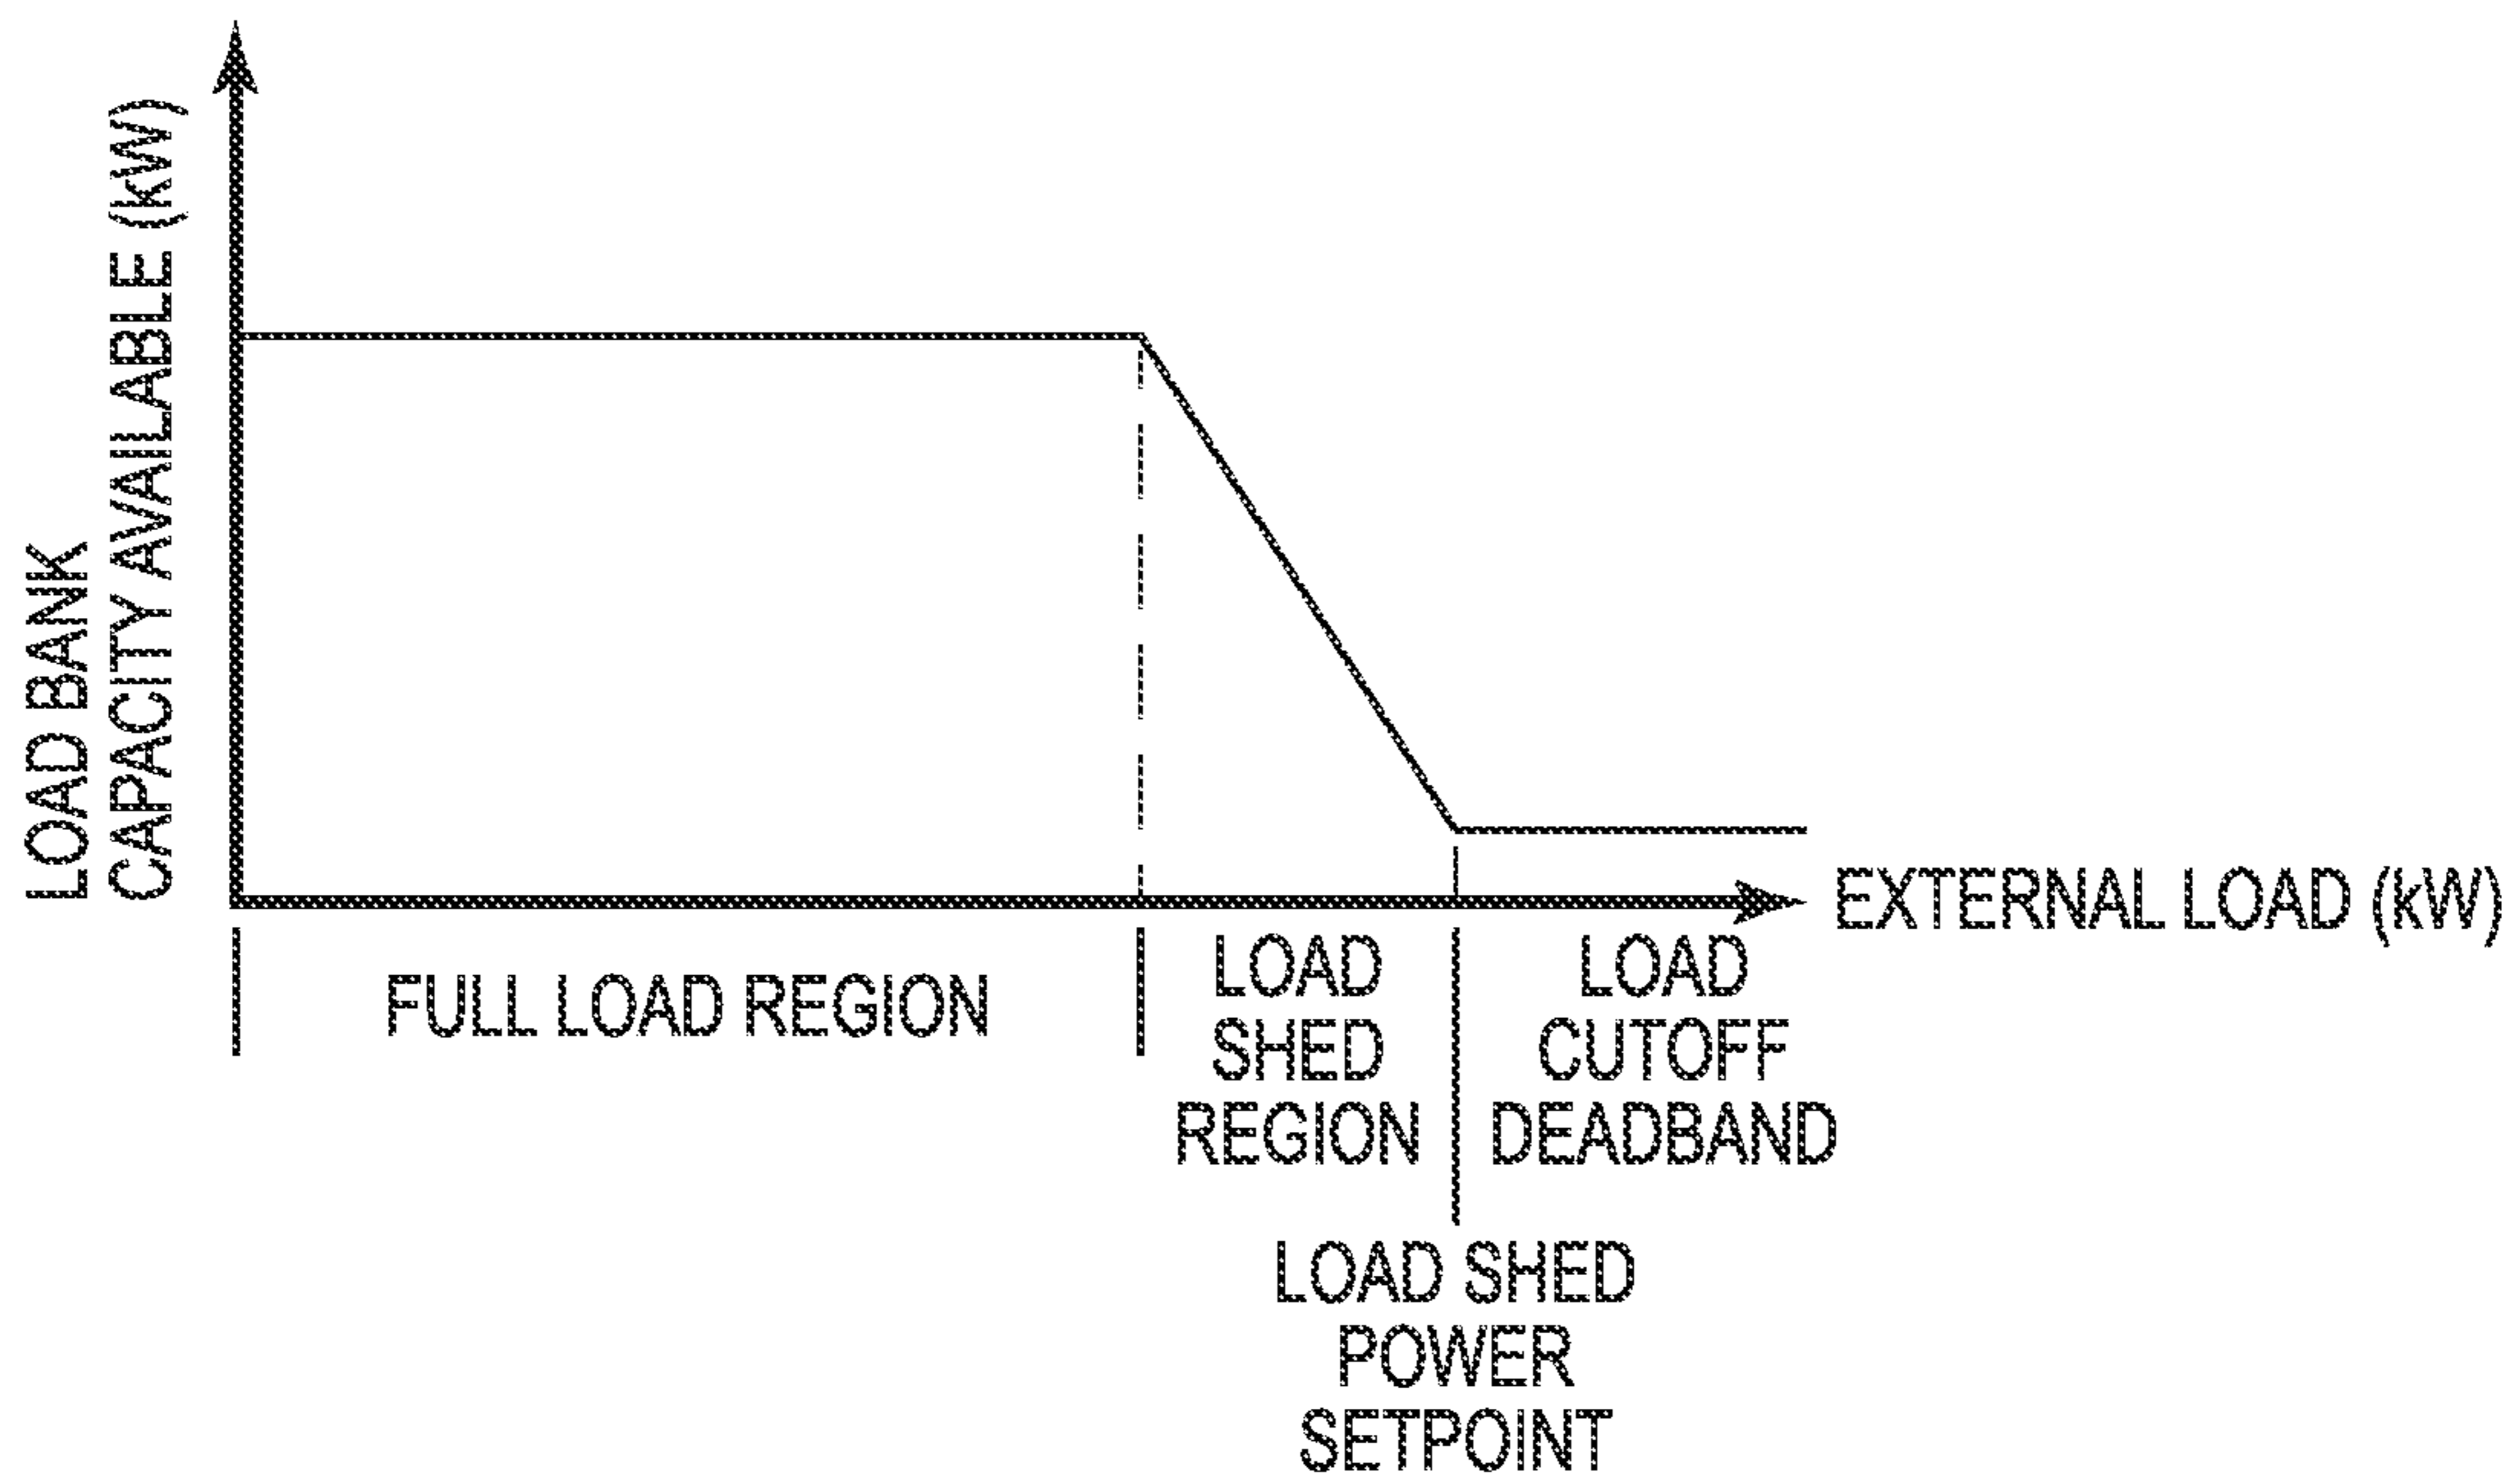 LOAD BANK
CAPACITY AVAILABLE (kW)
EXTERNAL LOAD (kW)
FULL LOAD REGION
LOAD
SHED
REGION
LOAD
CUTOFF
DEADBAND
LOAD SHED
POWER
SETPOINT